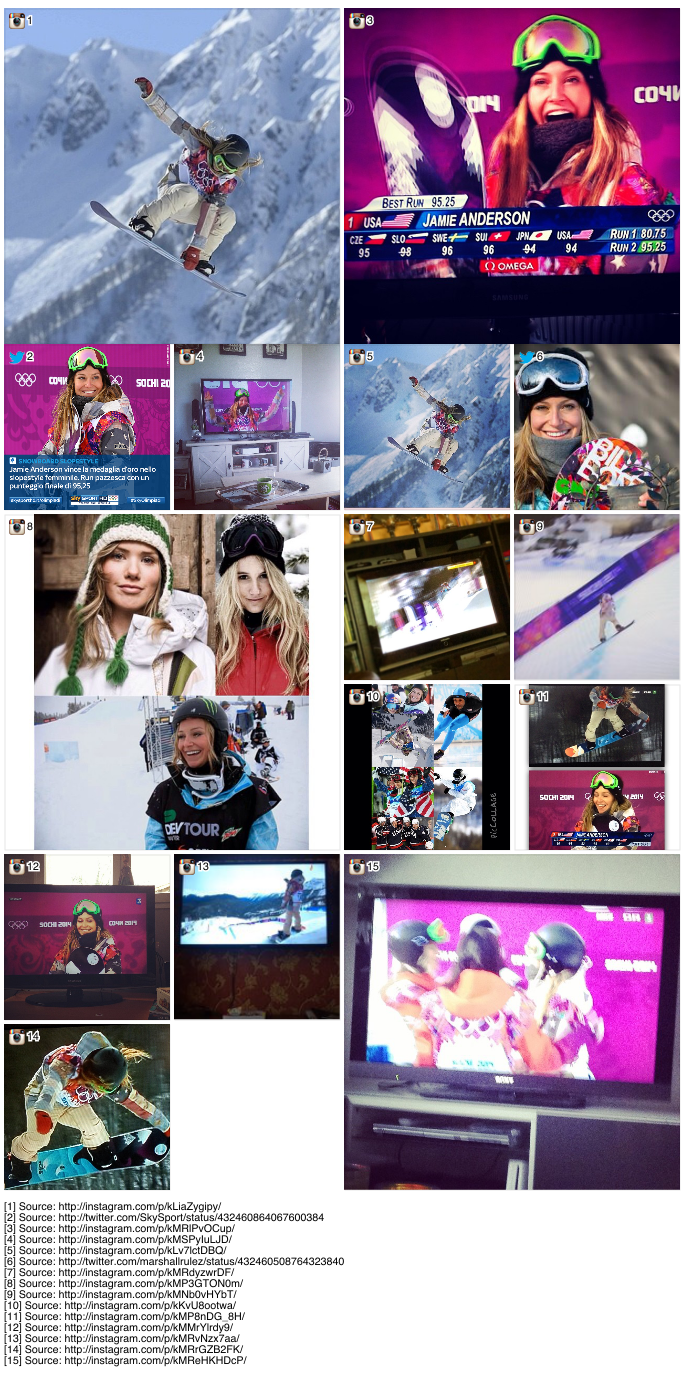 1
3
2014
СОЧИ
BEST RUN 95.25
1 USA JAMIE ANDERSON
CZE SLO SWE SUI JPN USA RUN 1 80.75
95 98 96 96 94 94 RUN 2 95.25
Ω OMEGA
SAMSUNG
2
SOCHI 20
SNOWBOARD SLOPESTYLE
Jamie Anderson vince la medaglia d'oro nello
slopestyle femminile. Run pazzesca con un
punteggio finale di 95,25
4
5
6
8
DEW TOUR
7
9
10
PicCollage
11
SOCHI 2014
JAMIE ANDERSON
12
SOCHI 2014
СОЧИ 2014
13
15
14
[1] Source: http://instagram.com/p/kLiaZygipy/
[2] Source: http://twitter.com/SkySport/status/432460864067600384
[3] Source: http://instagram.com/p/kMRlPvOCup/
[4] Source: http://instagram.com/p/kMSPyIuLJD/
[5] Source: http://instagram.com/p/kLv7lctDBQ/
[6] Source: http://twitter.com/marshallrulez/status/432460508764323840
[7] Source: http://instagram.com/p/kMRdyzwrDF/
[8] Source: http://instagram.com/p/kMP3GTON0m/
[9] Source: http://instagram.com/p/kMNb0vHYbT/
[10] Source: http://instagram.com/p/kKvU8ootwa/
[11] Source: http://instagram.com/p/kMP8nDG_8H/
[12] Source: http://instagram.com/p/kMMrYlrdy9/
[13] Source: http://instagram.com/p/kMRvNzx7aa/
[14] Source: http://instagram.com/p/kMRrGZB2FK/
[15] Source: http://instagram.com/p/kMReHKHDcP/